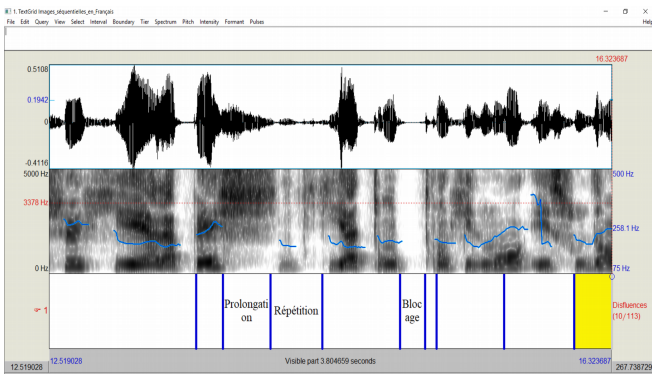 1. TextGrid Images_séquentielles_en_Français
File Edit Query View Select Interval Boundary Tier Spectrum Pitch Intensity Formant Pulses Help
16.323687
0.5108
0.1942
0
-0.4116
5000 Hz 500 Hz
3378 Hz
258.1 Hz
0 Hz 75 Hz
1
Prolongati
on
Répétition
Bloc
age
Disfluences
(10/113)
12.519028 16.323687
12.519028 Visible part 3.804659 seconds 267.738729